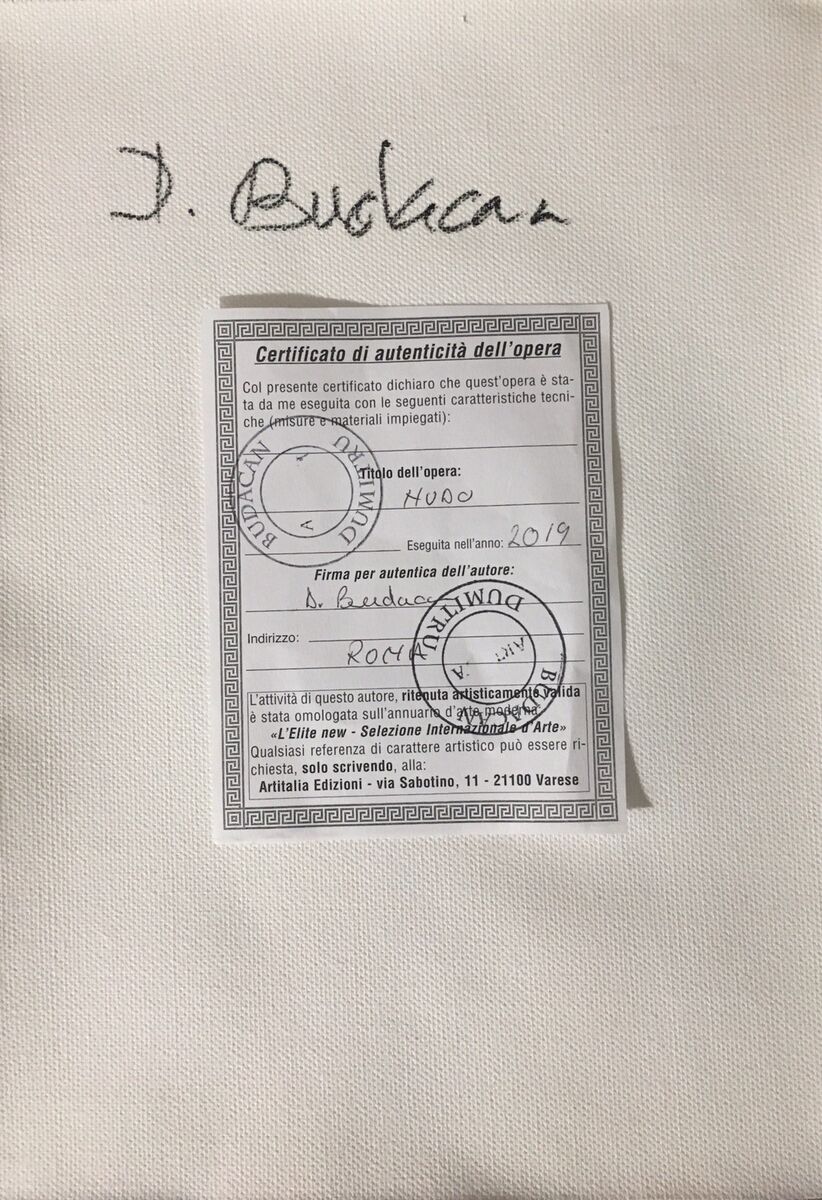 D. Budacan
Certificato di autenticità dell'opera
Col presente certificato dichiaro che quest'opera è sta-
ta da me eseguita con le seguenti caratteristiche tecni-
che (misure e materiali impiegati):
BUDACAN DUMITRU
Titolo dell'opera:
NUDO
Eseguita nell'anno: 2019
Firma per autentica dell'autore:
D. Budaca
DUMITRU BUDACAN
Indirizzo:
ROMA
L'attività di questo autore, ritenuta artisticamente valida
è stata omologata sull'annuario d'arte moderna:
«L'Elite new - Selezione Internazionale d'Arte»
Qualsiasi referenza di carattere artistico può essere ri-
chiesta, solo scrivendo, alla:
Artitalia Edizioni - via Sabotino, 11 - 21100 Varese